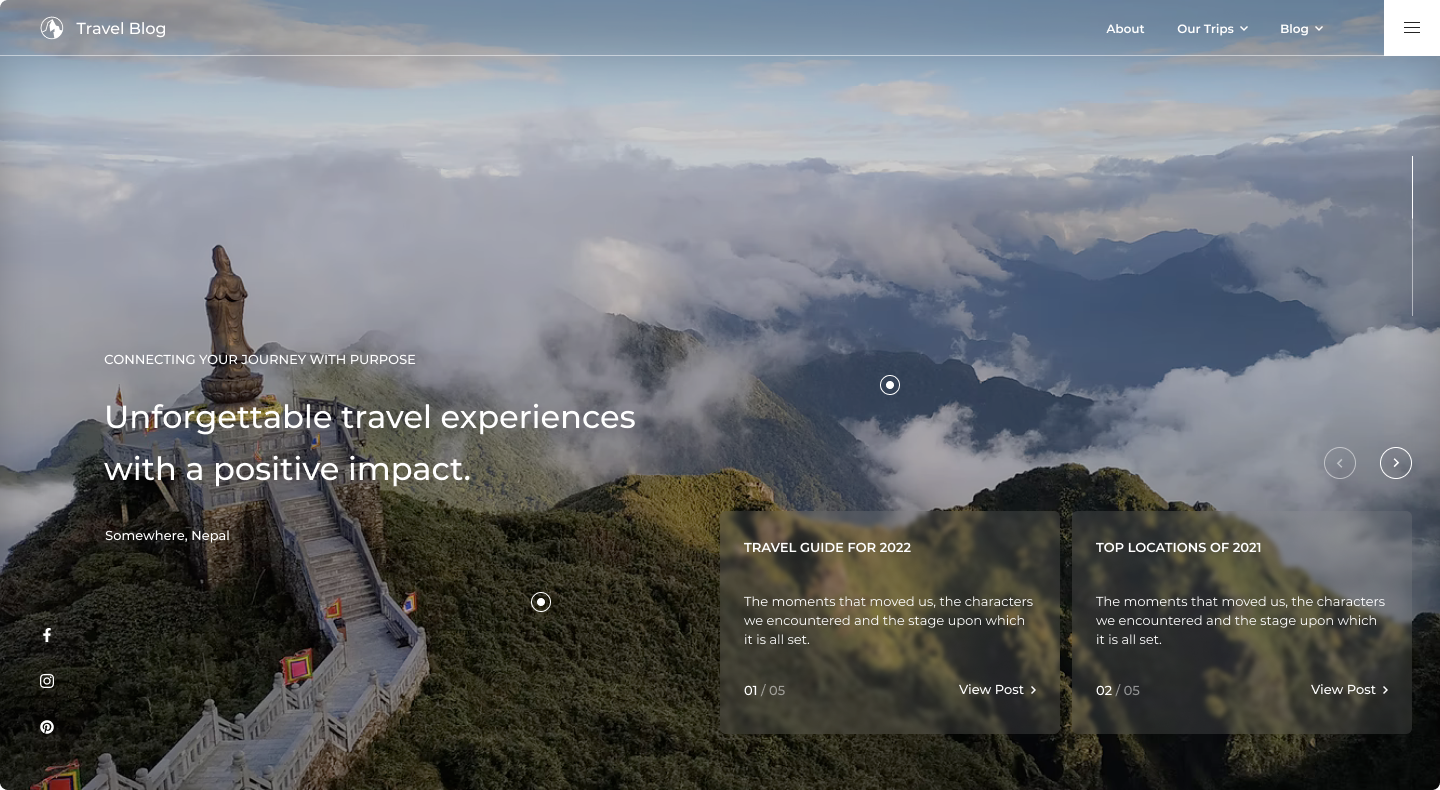 Travel Blog
About
Our Trips
Blog
CONNECTING YOUR JOURNEY WITH PURPOSE
Unforgettable travel experiences
with a positive impact.
Somewhere, Nepal
TRAVEL GUIDE FOR 2022
The moments that moved us, the characters
we encountered and the stage upon which
it is all set.
01 / 05
View Post
TOP LOCATIONS OF 2021
The moments that moved us, the characters
we encountered and the stage upon which
it is all set.
02 / 05
View Post